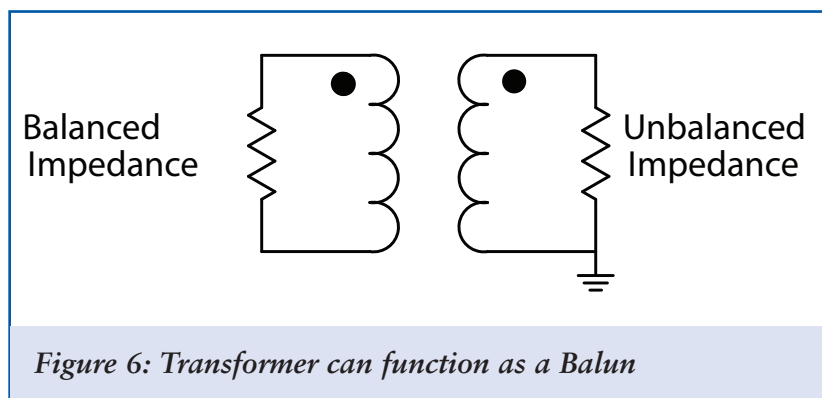 Balanced
Impedance
Unbalanced
Impedance
Figure 6: Transformer can function as a Balun